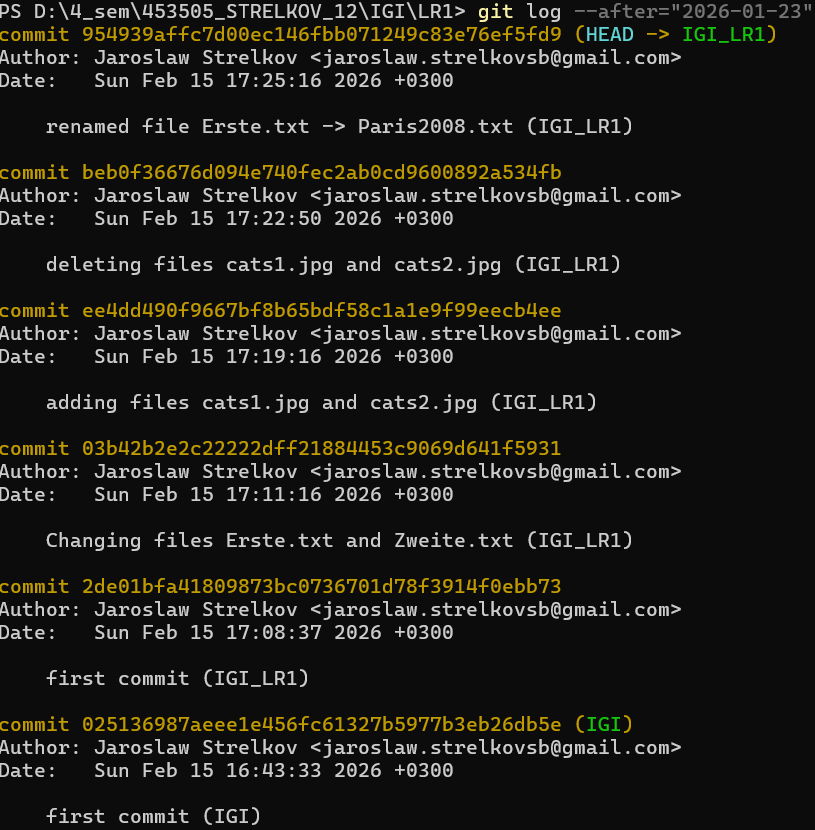 PS D:\4_sem\453505_STRELKOV_12\IGI\LR1> git log --after="2026-01-23"
commit 954939affc7d00ec146fbb071249c83e76ef5fd9 (HEAD -> IGI_LR1)
Author: Jaroslaw Strelkov <jaroslaw.strelkovsb@gmail.com>
Date:   Sun Feb 15 17:25:16 2026 +0300
renamed file Erste.txt -> Paris2008.txt (IGI_LR1)
commit beb0f36676d094e740fec2ab0cd9600892a534fb
Author: Jaroslaw Strelkov <jaroslaw.strelkovsb@gmail.com>
Date:   Sun Feb 15 17:22:50 2026 +0300
deleting files cats1.jpg and cats2.jpg (IGI_LR1)
commit ee4dd490f9667bf8b65bdf58c1a1e9f99eecb4ee
Author: Jaroslaw Strelkov <jaroslaw.strelkovsb@gmail.com>
Date:   Sun Feb 15 17:19:16 2026 +0300
adding files cats1.jpg and cats2.jpg (IGI_LR1)
commit 03b42b2e2c22222dff21884453c9069d641f5931
Author: Jaroslaw Strelkov <jaroslaw.strelkovsb@gmail.com>
Date:   Sun Feb 15 17:11:16 2026 +0300
Changing files Erste.txt and Zweite.txt (IGI_LR1)
commit 2de01bfa41809873bc0736701d78f3914f0ebb73
Author: Jaroslaw Strelkov <jaroslaw.strelkovsb@gmail.com>
Date:   Sun Feb 15 17:08:37 2026 +0300
first commit (IGI_LR1)
commit 025136987aeee1e456fc61327b5977b3eb26db5e (IGI)
Author: Jaroslaw Strelkov <jaroslaw.strelkovsb@gmail.com>
Date:   Sun Feb 15 16:43:33 2026 +0300
first commit (IGI)